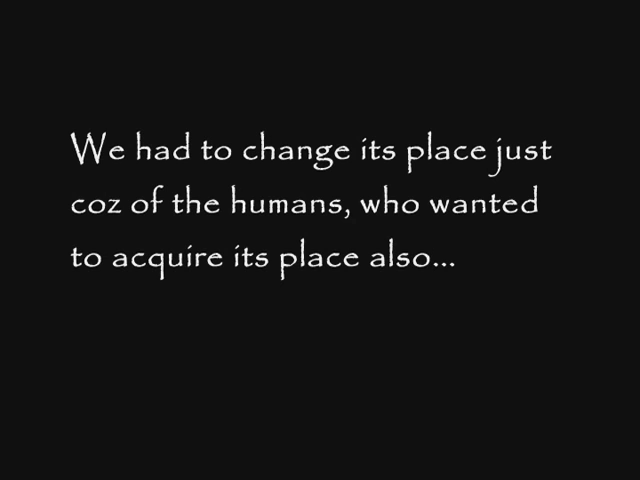 We had to change its place just
coz of the humans, who wanted
to acquire its place also...